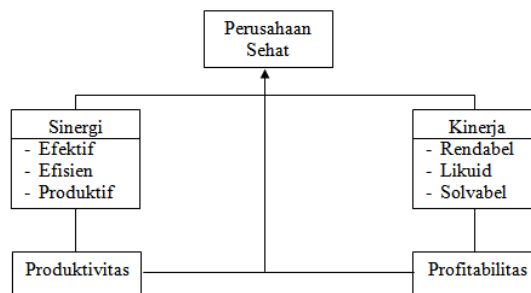 Perusahaan
Sehat
Sinergi
- Efektif
- Efisien
- Produktif
Kinerja
- Rendabel
- Likuid
- Solvabel
Produktivitas
Profitabilitas